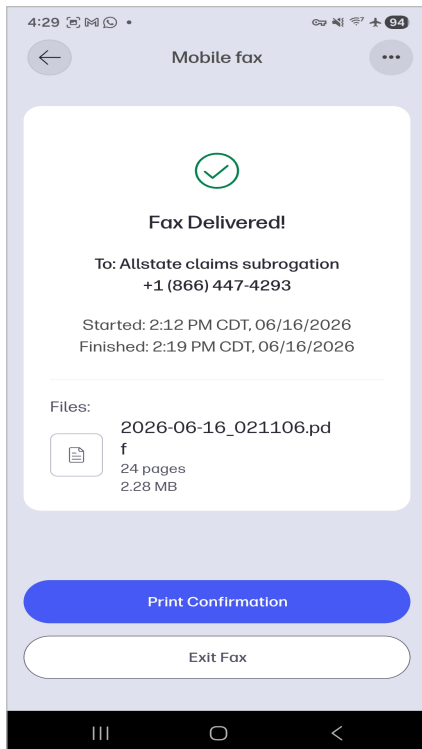 4:29
94
Mobile fax
Fax Delivered!
To: Allstate claims subrogation
+1 (866) 447-4293
Started: 2:12 PM CDT, 06/16/2026
Finished: 2:19 PM CDT, 06/16/2026
Files:
2026-06-16_021106.pd
f
24 pages
2.28 MB
Print Confirmation
Exit Fax